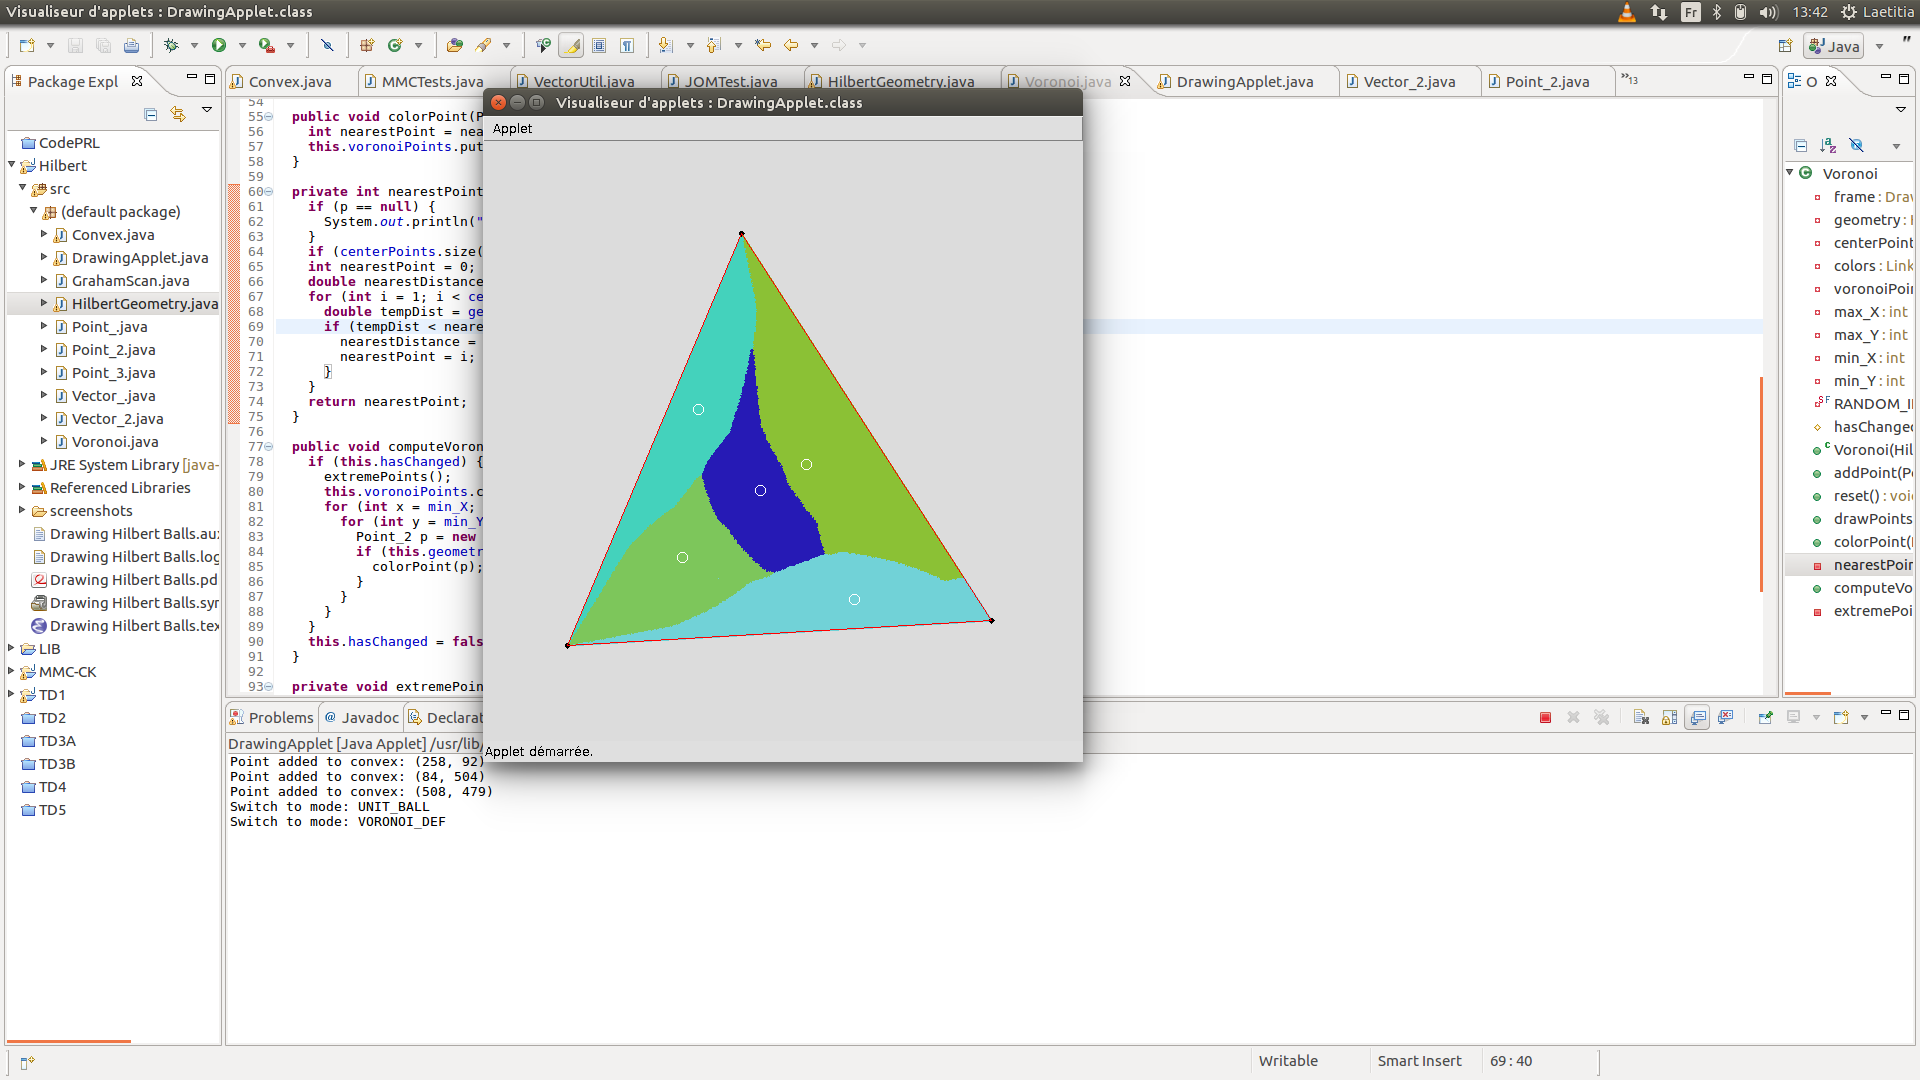 Visualiseur d'applets : DrawingApplet.class
Fr
13:42
Laetitia
Java
Package Expl
CodePRL
Hilbert
src
(default package)
Convex.java
DrawingApplet.java
GrahamScan.java
HilbertGeometry.java
Point_.java
Point_2.java
Point_3.java
Vector_.java
Vector_2.java
Voronoi.java
JRE System Library [java-
Referenced Libraries
screenshots
Drawing Hilbert Balls.au
Drawing Hilbert Balls.log
Drawing Hilbert Balls.pd
Drawing Hilbert Balls.syn
Drawing Hilbert Balls.tex
LIB
MMC-CK
TD1
TD2
TD3A
TD3B
TD4
TD5
Convex.java
MMCTests.java
VectorUtil.java
JOMTest.java
HilbertGeometry.java
Voronoi.java
DrawingApplet.java
Vector_2.java
Point_2.java
»13
54
55 public void colorPoint(P
56 int nearestPoint = nea
57 this.voronoiPoints.put
58 }
59
60 private int nearestPoint
61 if (p == null) {
62 System.out.println("
63 }
64 if (centerPoints.size(
65 int nearestPoint = 0;
66 double nearestDistance
67 for (int i = 1; i < ce
68 double tempDist = ge
69 if (tempDist < neare
70 nearestDistance =
71 nearestPoint = i;
72 }
73 }
74 return nearestPoint;
75 }
76
77 public void computeVoron
78 if (this.hasChanged) {
79 extremePoints();
80 this.voronoiPoints.c
81 for (int x = min_X;
82 for (int y = min_Y
83 Point_2 p = new
84 if (this.geometr
85 colorPoint(p);
86 }
87 }
88 }
89 }
90 this.hasChanged = fals
91 }
92
93 private void extremePoin
Visualiseur d'applets : DrawingApplet.class
Applet
Applet démarrée.
O
Voronoi
frame : Drav
geometry : H
centerPoint
colors : Link
voronoiPoin
max_X : int
max_Y : int
min_X : int
min_Y : int
RANDOM_I
hasChanged
Voronoi(Hil
addPoint(Po
reset() : void
drawPoints
colorPoint(
nearestPoin
computeVo
extremePoi
Problems
Javadoc
Declarat
DrawingApplet [Java Applet] /usr/lib/
Point added to convex: (258, 92)
Point added to convex: (84, 504)
Point added to convex: (508, 479)
Switch to mode: UNIT_BALL
Switch to mode: VORONOI_DEF
Writable
Smart Insert
69 : 40